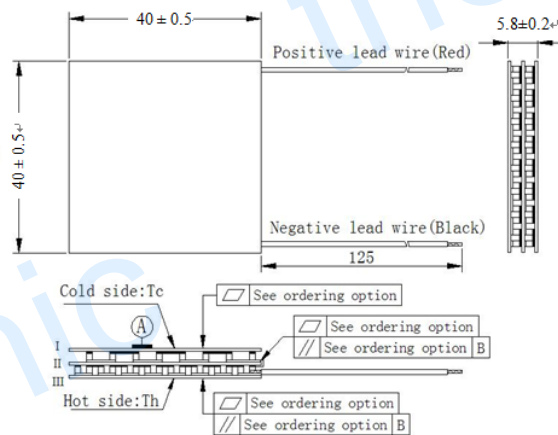 40 ± 0.5
5.8±0.2↵
Positive lead wire(Red)
40 ± 0.5↵
Negative lead wire(Black)
125
Cold side:Tc
See ordering option
A
I
See ordering option
II
// See ordering option B
III
Hot side:Th
See ordering option
// See ordering option B